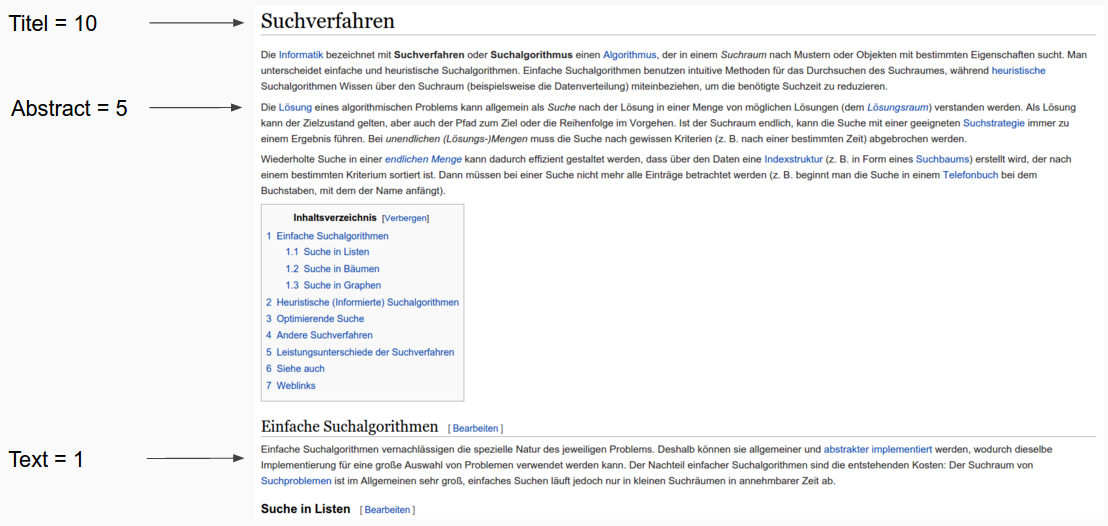 Titel = 10
Suchverfahren
Die Informatik bezeichnet mit Suchverfahren oder Suchalgorithmus einen Algorithmus, der in einem Suchraum nach Mustern oder Objekten mit bestimmten Eigenschaften sucht. Man
unterscheidet einfache und heuristische Suchalgorithmen. Einfache Suchalgorithmen benutzen intuitive Methoden für das Durchsuchen des Suchraumes, während heuristische
Suchalgorithmen Wissen über den Suchraum (beispielsweise die Datenverteilung) miteinbeziehen, um die benötigte Suchzeit zu reduzieren.
Abstract = 5
Die Lösung eines algorithmischen Problems kann allgemein als Suche nach der Lösung in einer Menge von möglichen Lösungen (dem Lösungsraum) verstanden werden. Als Lösung
kann der Zielzustand gelten, aber auch der Pfad zum Ziel oder die Reihenfolge im Vorgehen. Ist der Suchraum endlich, kann die Suche mit einer geeigneten Suchstrategie immer zu
einem Ergebnis führen. Bei unendlichen (Lösungs-)Mengen muss die Suche nach gewissen Kriterien (z. B. nach einer bestimmten Zeit) abgebrochen werden.
Wiederholte Suche in einer endlichen Menge kann dadurch effizient gestaltet werden, dass über den Daten eine Indexstruktur (z. B. in Form eines Suchbaums) erstellt wird, der nach
einem bestimmten Kriterium sortiert ist. Dann müssen bei einer Suche nicht mehr alle Einträge betrachtet werden (z. B. beginnt man die Suche in einem Telefonbuch bei dem
Buchstaben, mit dem der Name anfängt).
Inhaltsverzeichnis [Verbergen]
1 Einfache Suchalgorithmen
1.1 Suche in Listen
1.2 Suche in Bäumen
1.3 Suche in Graphen
2 Heuristische (Informierte) Suchalgorithmen
3 Optimierende Suche
4 Andere Suchverfahren
5 Leistungsunterschiede der Suchverfahren
6 Siehe auch
7 Weblinks
Einfache Suchalgorithmen [ Bearbeiten ]
Text = 1
Einfache Suchalgorithmen vernachlässigen die spezielle Natur des jeweiligen Problems. Deshalb können sie allgemeiner und abstrakter implementiert werden, wodurch dieselbe
Implementierung für eine große Auswahl von Problemen verwendet werden kann. Der Nachteil einfacher Suchalgorithmen sind die entstehenden Kosten: Der Suchraum von
Suchproblemen ist im Allgemeinen sehr groß, einfaches Suchen läuft jedoch nur in kleinen Suchräumen in annehmbarer Zeit ab.
Suche in Listen [ Bearbeiten ]